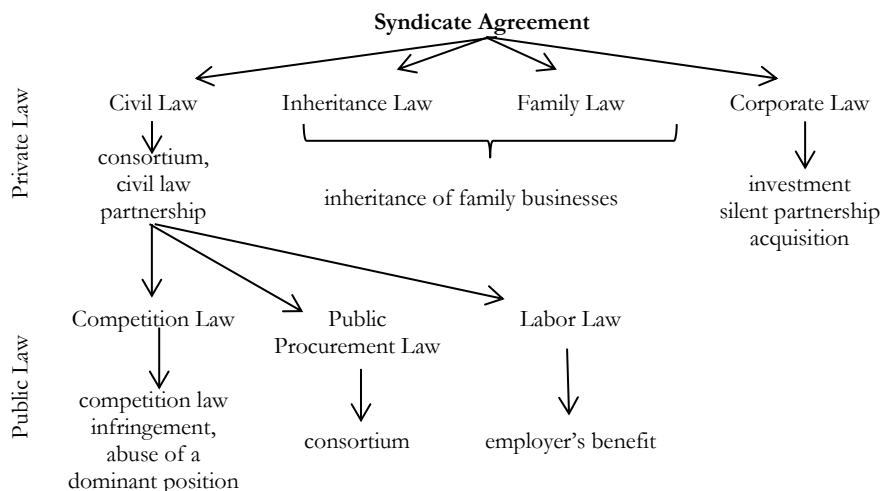 Syndicate Agreement
Private Law
Civil Law
Inheritance Law
Family Law
Corporate Law
consortium,
civil law
partnership
inheritance of family businesses
investment
silent partnership
acquisition
Public Law
Competition Law
Public
Procurement Law
Labor Law
competition law
infringement,
abuse of a
dominant position
consortium
employer's benefit